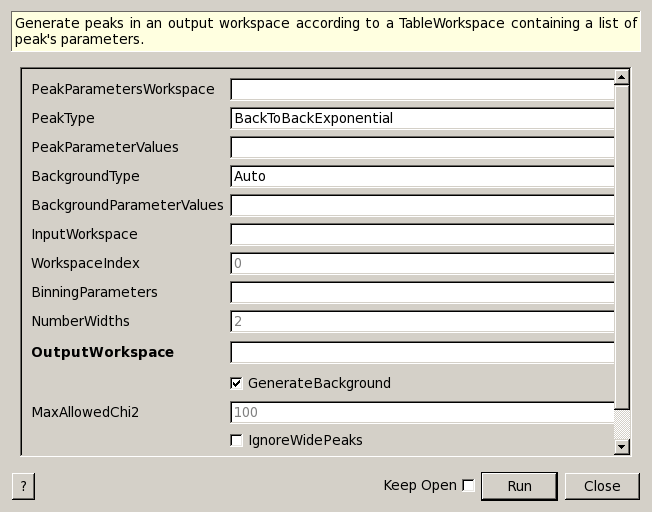 Generate peaks in an output workspace according to a TableWorkspace containing a list of
peak's parameters.
PeakParametersWorkspace
PeakType BackToBackExponential
PeakParameterValues
BackgroundType Auto
BackgroundParameterValues
InputWorkspace
WorkspaceIndex 0
BinningParameters
NumberWidths 2
OutputWorkspace
GenerateBackground
MaxAllowedChi2 100
IgnoreWidePeaks
? Keep Open Run Close